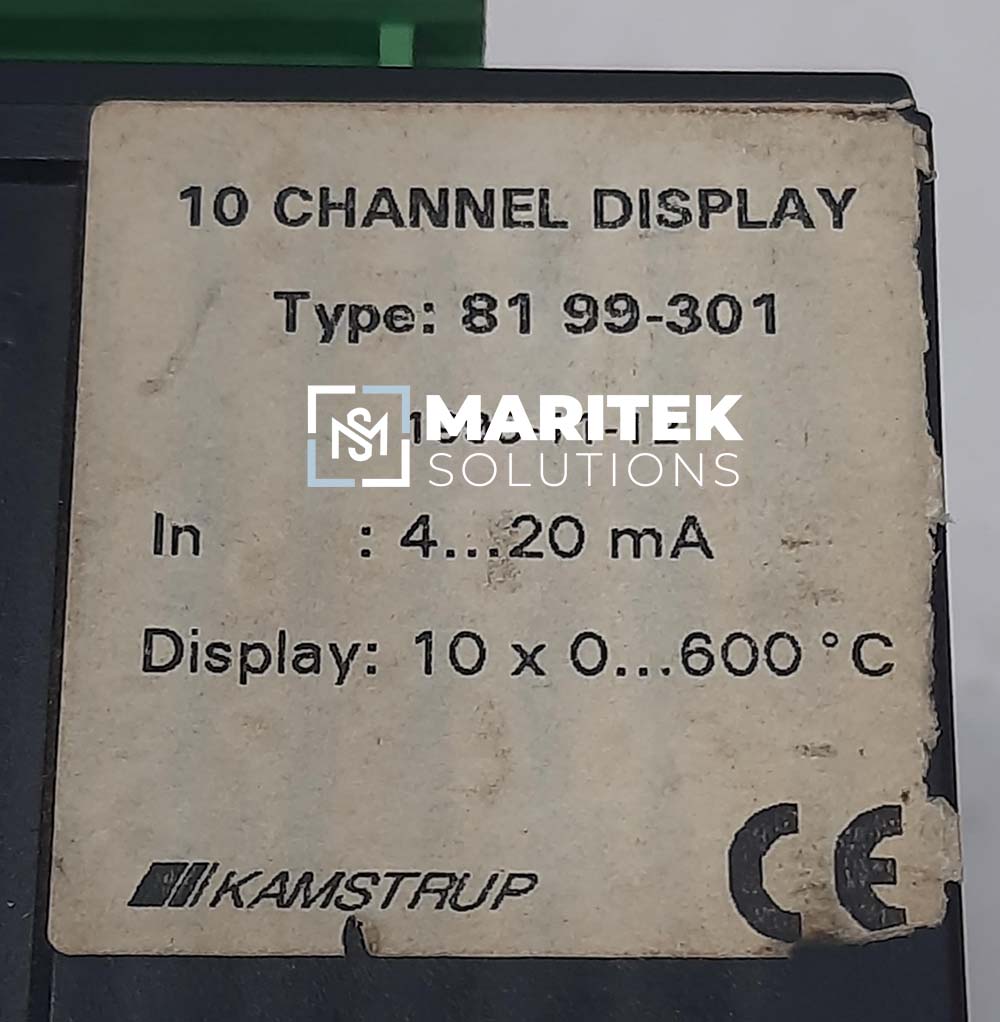 10 CHANNEL DISPLAY
Type: 81 99-301
MARITEK
SOLUTIONS
In : 4...20 mA
Display: 10 x 0...600 °C
KAMSTRUP
CE